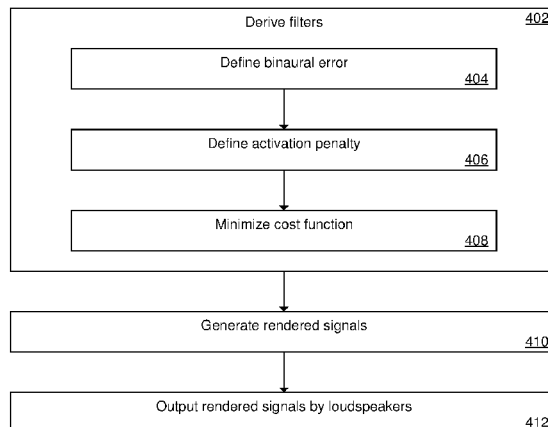 Derive filters
402
Define binaural error
404
Define activation penalty
406
Minimize cost function
408
Generate rendered signals
410
Output rendered signals by loudspeakers
412